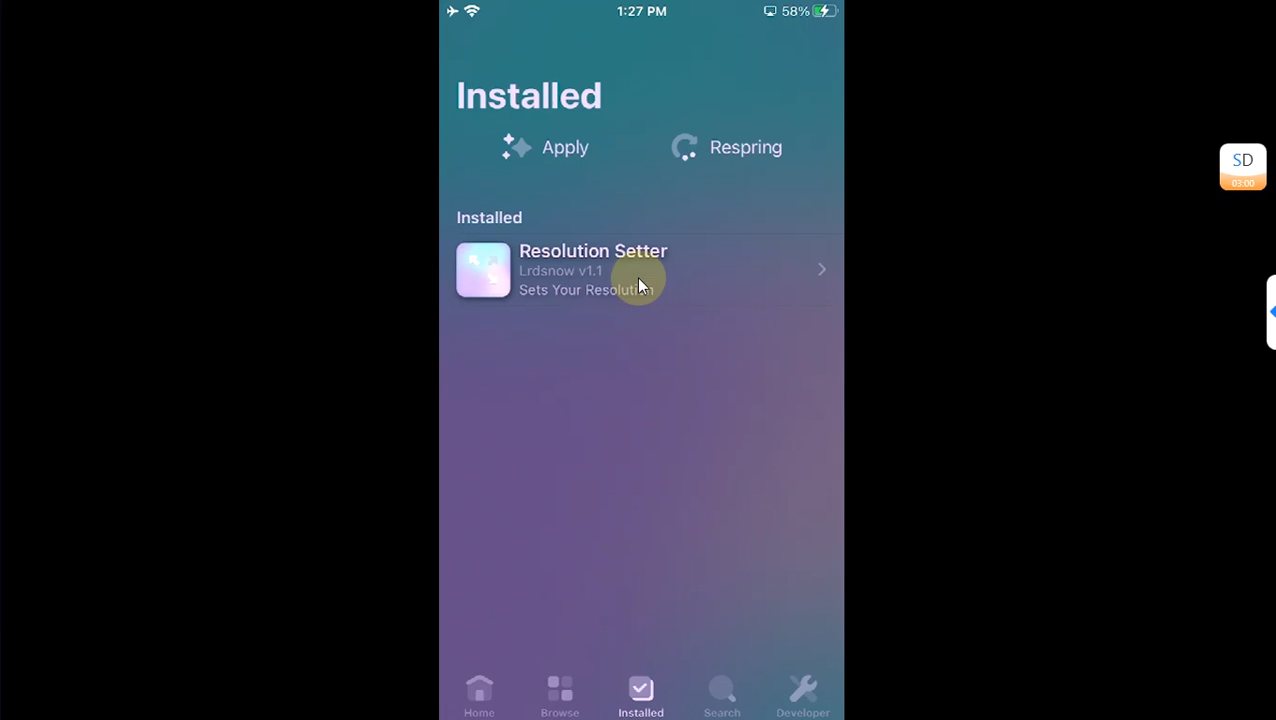 1:27 PM
58%
Installed
Apply
Respring
Installed
Resolution Setter
Lrdsnow v1.1
Sets Your Resolution
SD
03:00
Home
Browse
Installed
Search
Developer